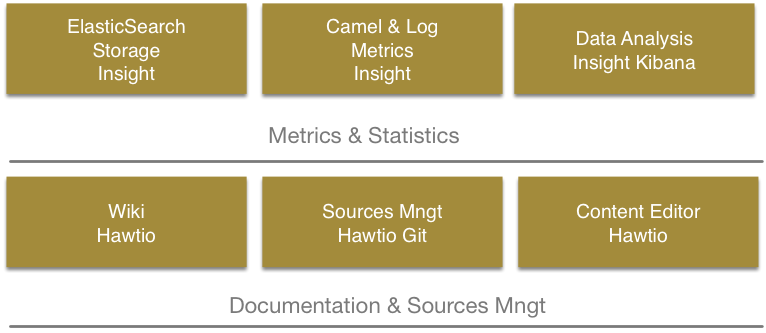 ElasticSearch
Storage
Insight
Camel & Log
Metrics
Insight
Data Analysis
Insight Kibana
Metrics & Statistics
Wiki
Hawtio
Sources Mngt
Hawtio Git
Content Editor
Hawtio
Documentation & Sources Mngt